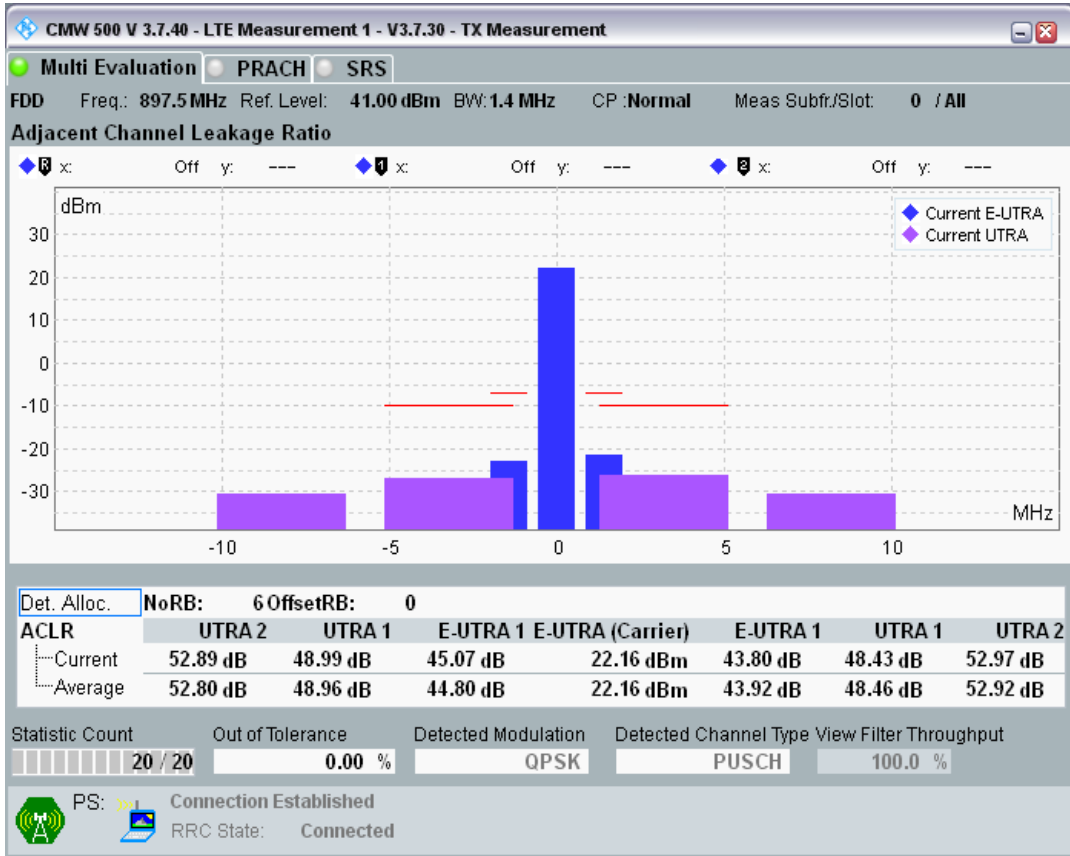 CMW 500 V 3.7.40 - LTE Measurement 1 - V3.7.30 - TX Measurement
Multi Evaluation PRACH SRS
FDD Freq.: 897.5 MHz Ref. Level: 41.00 dBm BW: 1.4 MHz CP :Normal Meas Subfr./Slot: 0 / All
Adjacent Channel Leakage Ratio
R x: Off y: --- 1 x: Off y: --- 2 x: Off y: ---
dBm
Current E-UTRA
Current UTRA
30
20
10
0
-10
-20
-30
MHz
-10 -5 0 5 10
Det. Alloc. NoRB: 6 OffsetRB: 0
ACLR UTRA 2 UTRA 1 E-UTRA 1 E-UTRA (Carrier) E-UTRA 1 UTRA 1 UTRA 2
Current 52.89 dB 48.99 dB 45.07 dB 22.16 dBm 43.80 dB 48.43 dB 52.97 dB
Average 52.80 dB 48.96 dB 44.80 dB 22.16 dBm 43.92 dB 48.46 dB 52.92 dB
Statistic Count Out of Tolerance Detected Modulation Detected Channel Type View Filter Throughput
20 / 20 0.00 % QPSK PUSCH 100.0 %
PS: Connection Established
RRC State: Connected